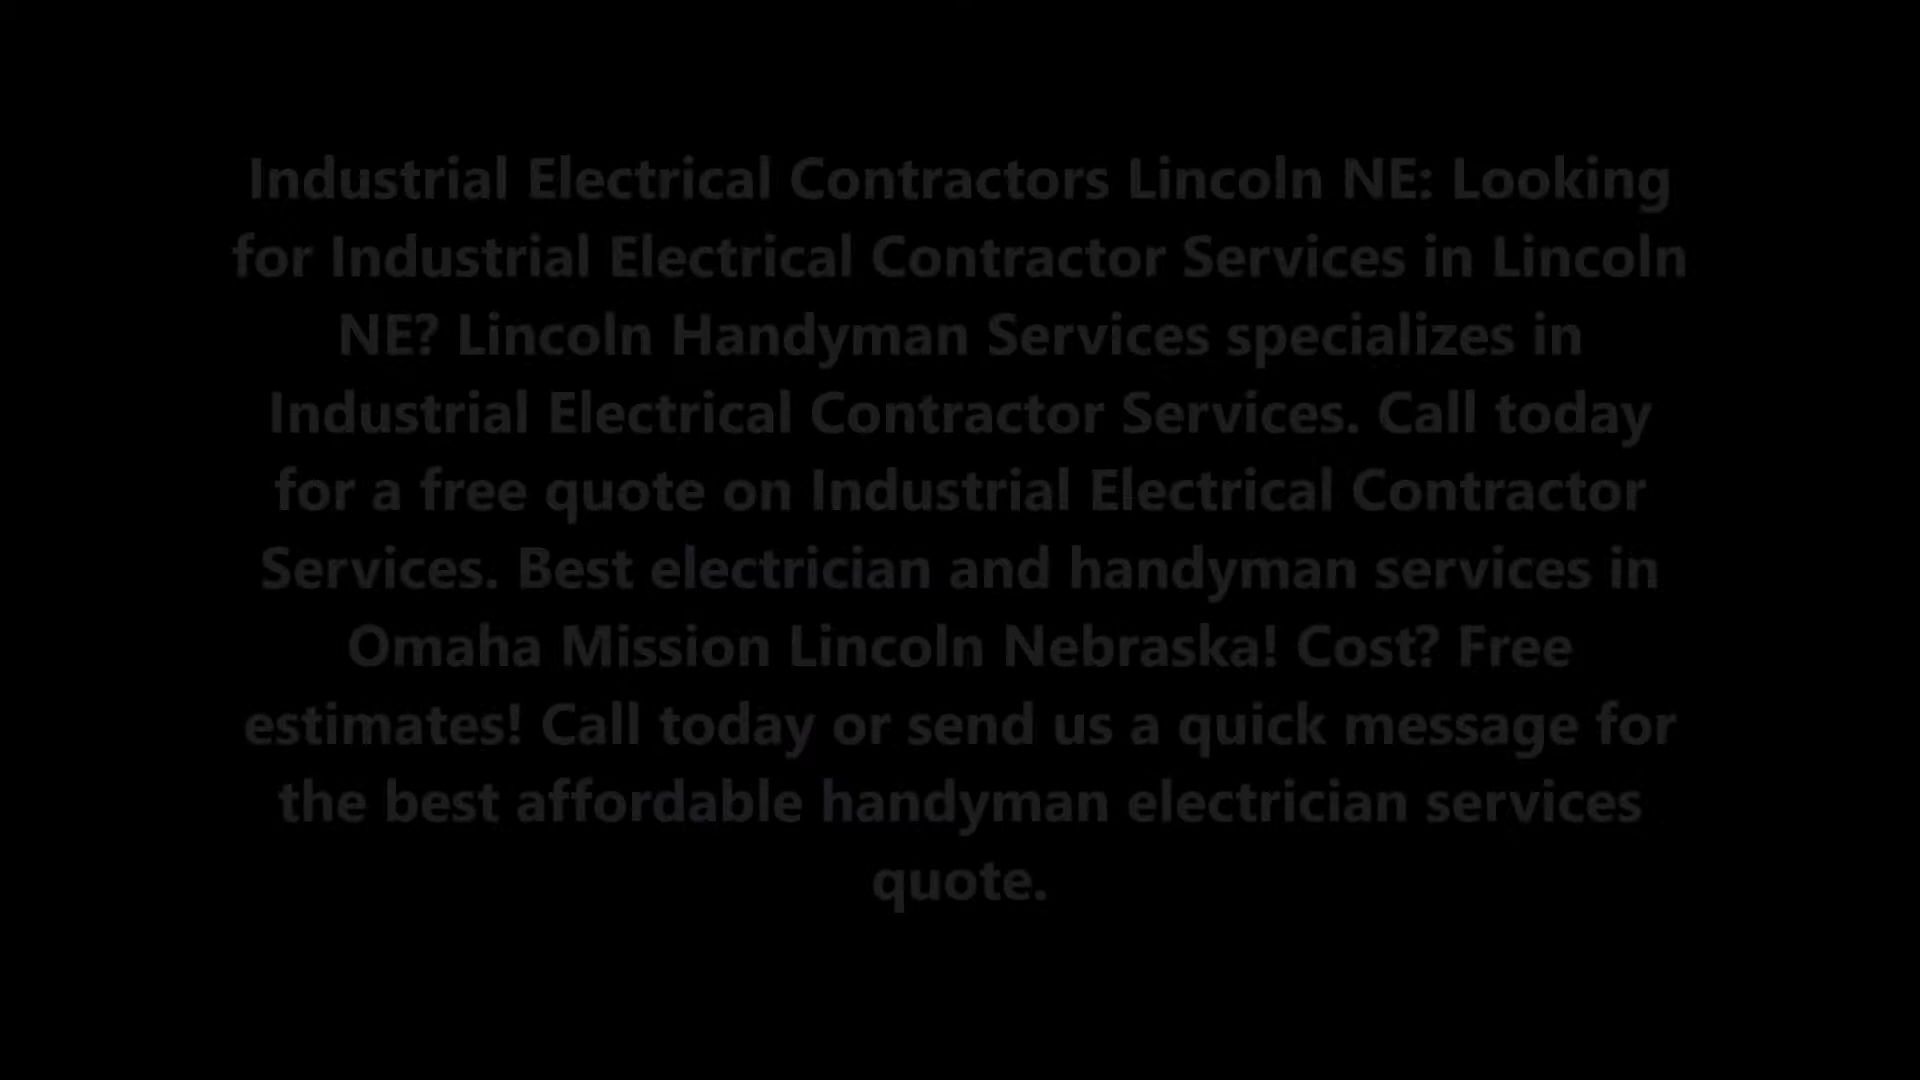 Industrial Electrical Contractors Lincoln NE: Looking
for Industrial Electrical Contractor Services in Lincoln
NE? Lincoln Handyman Services specializes in
Industrial Electrical Contractor Services. Call today
for a free quote on Industrial Electrical Contractor
Services. Best electrician and handyman services in
Omaha Mission Lincoln Nebraska! Cost? Free
estimates! Call today or send us a quick message for
the best affordable handyman electrician services
quote.